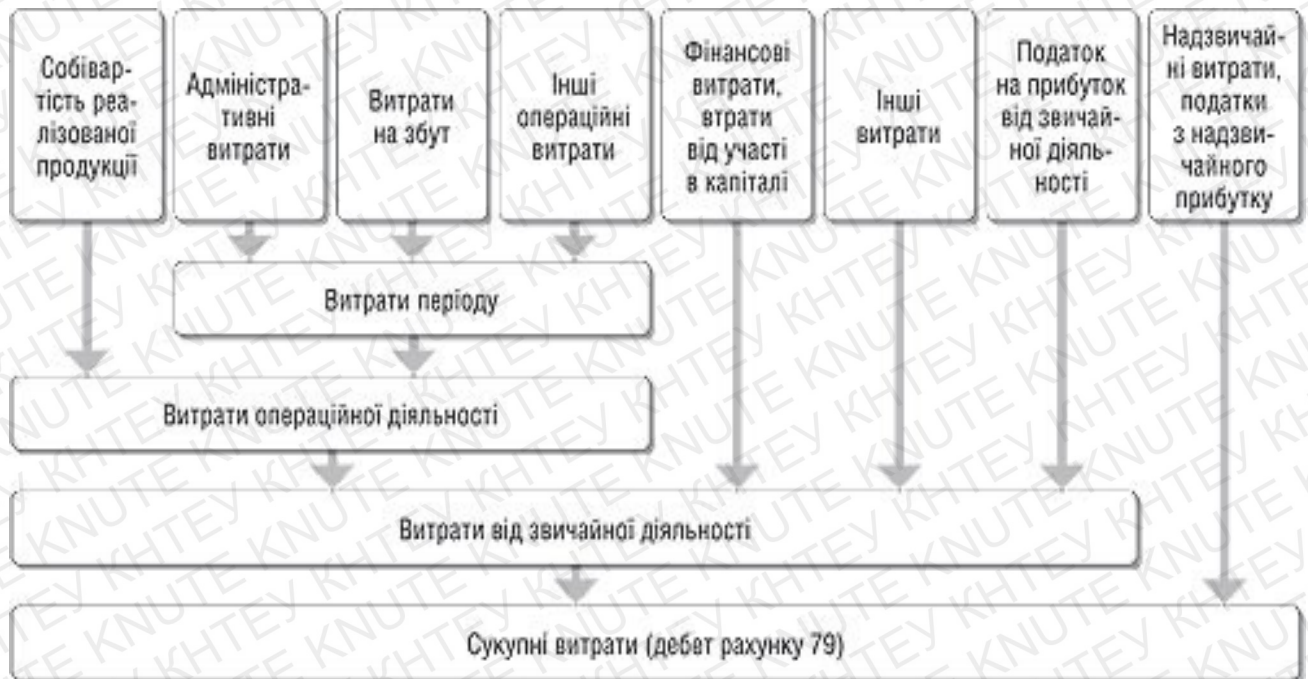 Собівар-
тість реа-
лізованої
продукції
Адміністра-
тивні
витрати
Витрати
на збут
Інші
операційні
витрати
Фінансові
витрати,
втрати
від участі
в капіталі
Інші
витрати
Податок
на прибуток
від звичай-
ної діяль-
ності
Надзвичай-
ні витрати,
податки
з надзви-
чайного
прибутку
Витрати періоду
Витрати операційної діяльності
Витрати від звичайної діяльності
Сукупні витрати (дебет рахунку 79)
КНТЕУ KNUTE